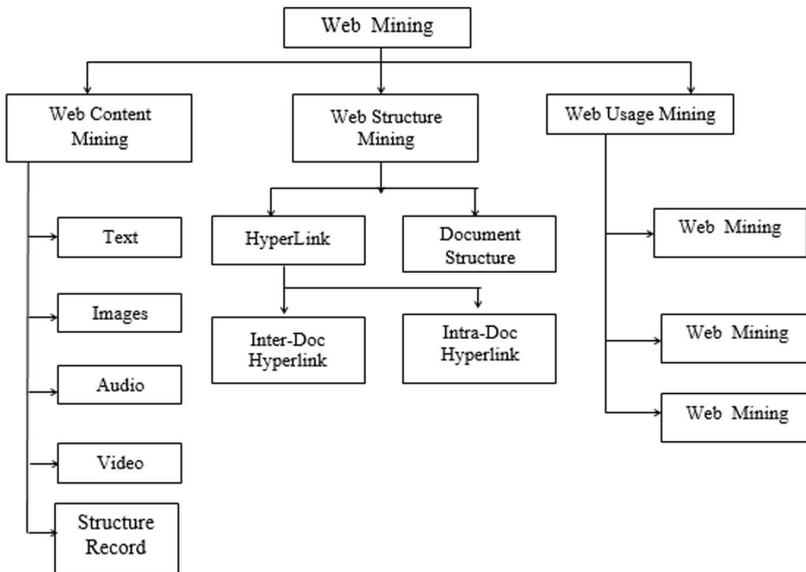 Web Mining
Web Content
Mining
Web Structure
Mining
Web Usage Mining
Text
Images
Audio
Video
Structure
Record
HyperLink
Document
Structure
Inter-Doc
Hyperlink
Intra-Doc
Hyperlink
Web Mining
Web Mining
Web Mining